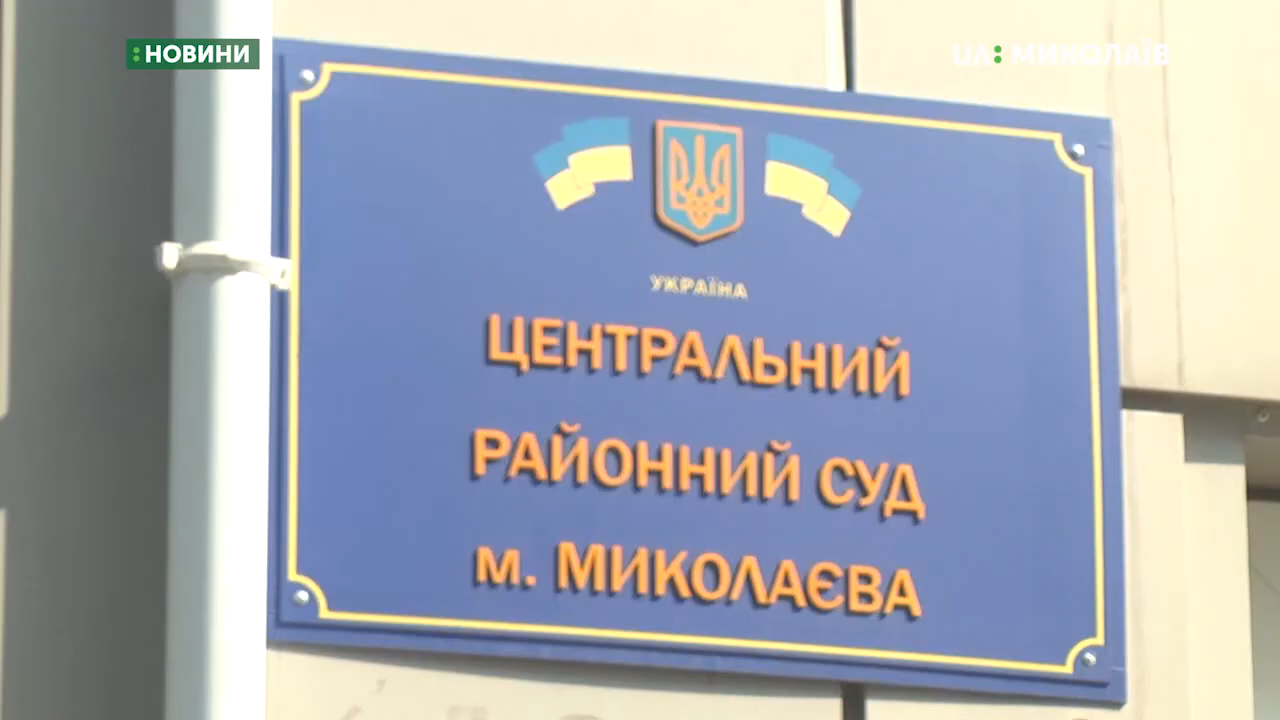 :НОВИНИ
UA: МИКОЛАЇВ
УКРАЇНА
ЦЕНТРАЛЬНИЙ
РАЙОННИЙ СУД
м. МИКОЛАЄВА